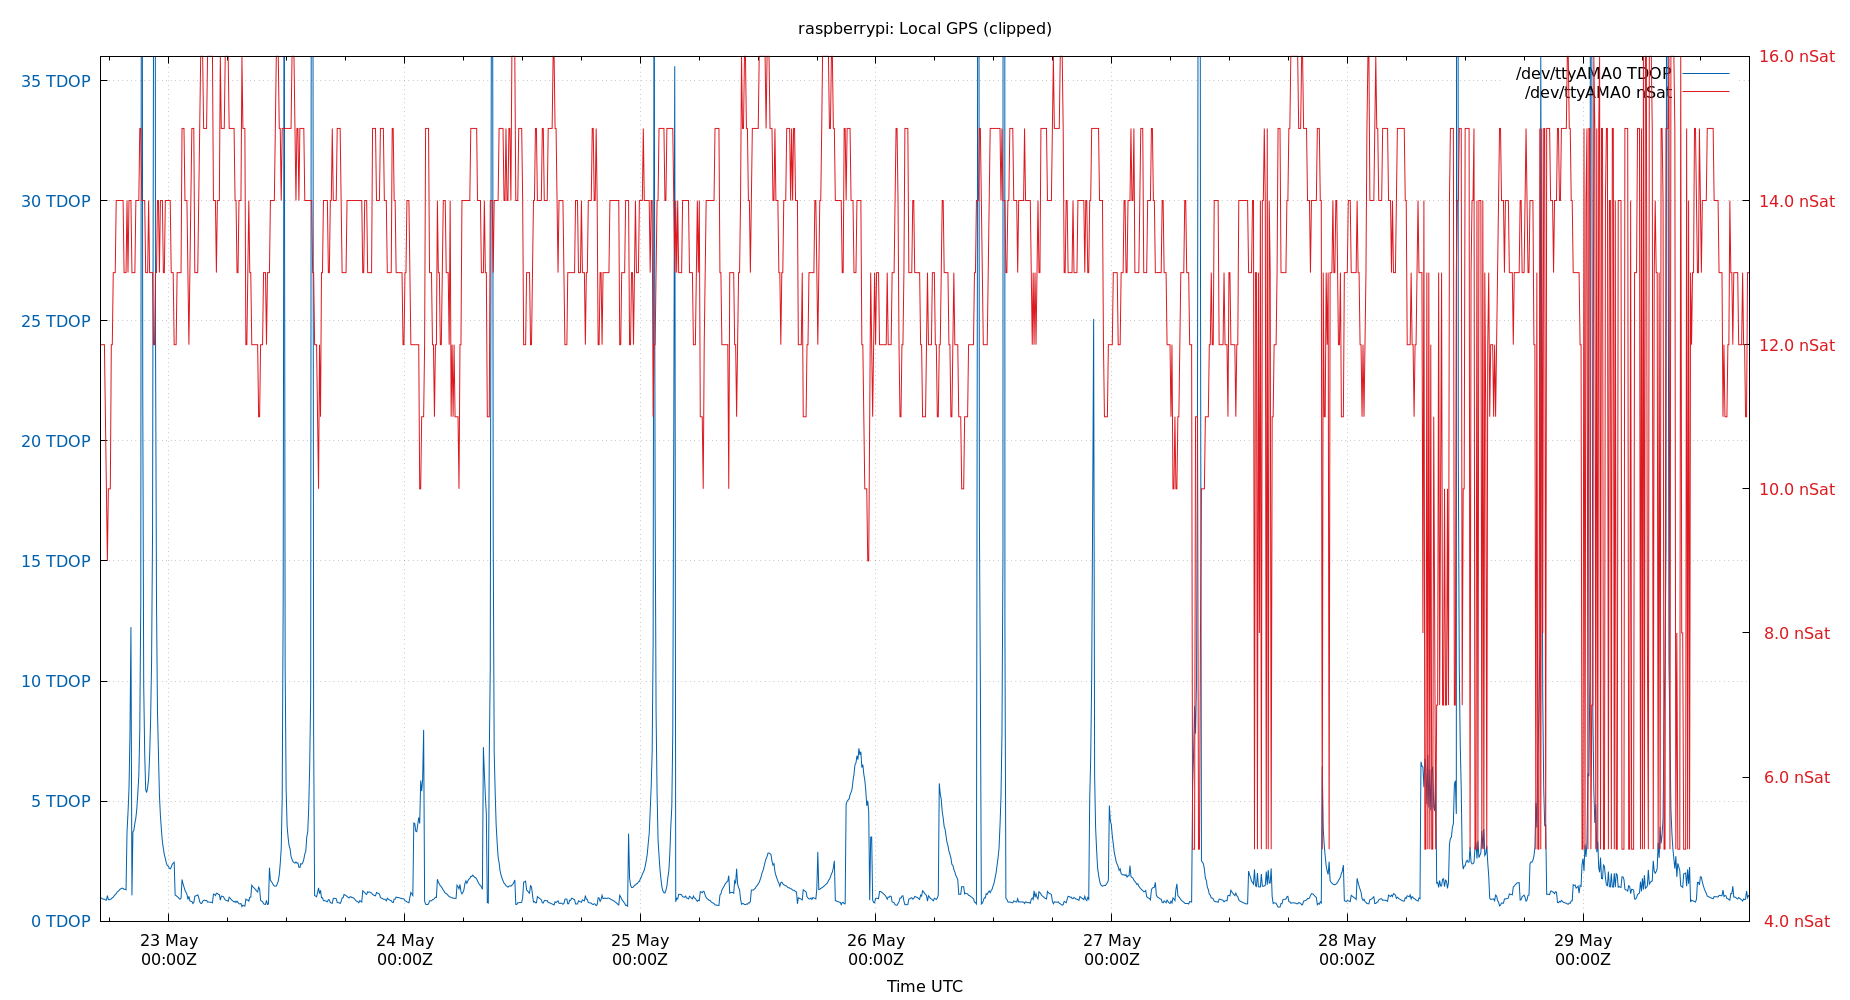 raspberrypi: Local GPS (clipped)
/dev/ttyAMA0 TDOP
/dev/ttyAMA0 nSat
35 TDOP
30 TDOP
25 TDOP
20 TDOP
15 TDOP
10 TDOP
5 TDOP
0 TDOP
16.0 nSat
14.0 nSat
12.0 nSat
10.0 nSat
8.0 nSat
6.0 nSat
4.0 nSat
23 May
00:00Z
24 May
00:00Z
25 May
00:00Z
26 May
00:00Z
27 May
00:00Z
28 May
00:00Z
29 May
00:00Z
Time UTC